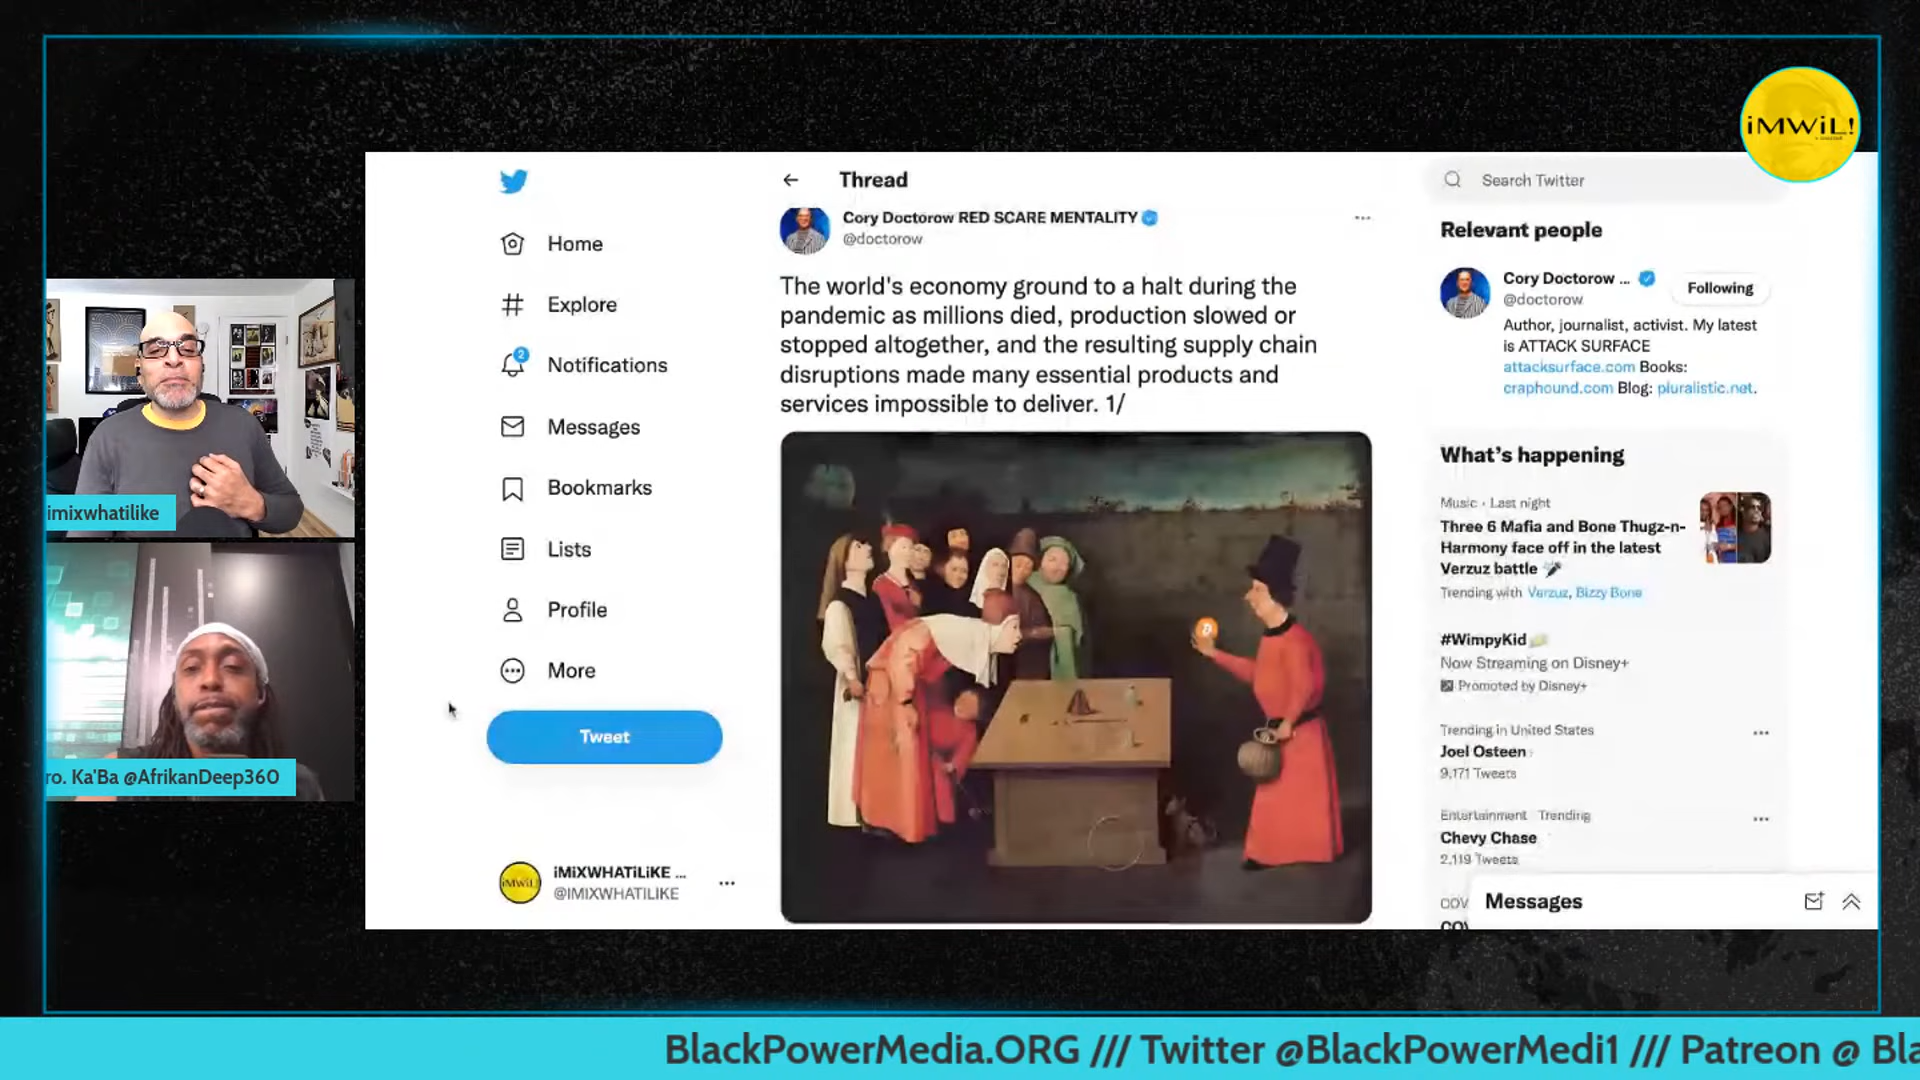 iMWiL!
imixwhatilike
ro. Ka'Ba @AfrikanDeep360
Home
Explore
2
Notifications
Messages
Bookmarks
Lists
Profile
More
Tweet
iMWiL!
iMiXWHATiLiKE ...
@IMIXWHATILIKE
Thread
Cory Doctorow RED SCARE MENTALITY
@doctorow
The world's economy ground to a halt during the
pandemic as millions died, production slowed or
stopped altogether, and the resulting supply chain
disruptions made many essential products and
services impossible to deliver. 1/
Search Twitter
Relevant people
Cory Doctorow ...
@doctorow
Following
Author, journalist, activist. My latest
is ATTACK SURFACE
attacksurface.com Books:
craphound.com Blog: pluralistic.net.
What's happening
Music · Last night
Three 6 Mafia and Bone Thugz-n-
Harmony face off in the latest
Verzuz battle
Trending with Verzuz, Bizzy Bone
#WimpyKid
Now Streaming on Disney+
Promoted by Disney+
Trending in United States
Joel Osteen
9,171 Tweets
Entertainment · Trending
Chevy Chase
2,119 Tweets
COV
COV
Messages
BlackPowerMedia.ORG /// Twitter @BlackPowerMedi1 /// Patreon @ Bla